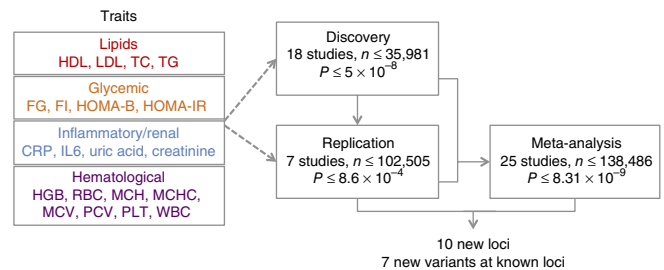 Traits
Lipids
HDL, LDL, TC, TG
Glycemic
FG, FI, HOMA-B, HOMA-IR
Inflammatory/renal
CRP, IL6, uric acid, creatinine
Hematological
HGB, RBC, MCH, MCHC,
MCV, PCV, PLT, WBC
Discovery
18 studies, n ≤ 35,981
P ≤ 5 × 10⁻⁸
Replication
7 studies, n ≤ 102,505
P ≤ 8.6 × 10⁻⁴
Meta-analysis
25 studies, n ≤ 138,486
P ≤ 8.31 × 10⁻⁹
10 new loci
7 new variants at known loci